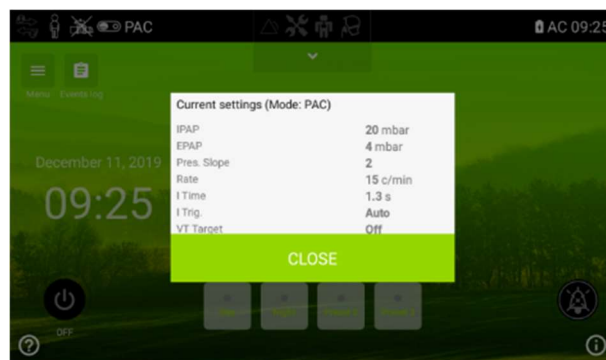 PAC
AC 09:25
Menu
Events log
Current settings (Mode: PAC)
IPAP 20 mbar
EPAP 4 mbar
Pres. Slope 2
Rate 15 c/min
I Time 1.3 s
I Trig. Auto
VT Target Off
December 11, 2019
09:25
CLOSE
Night
OFF